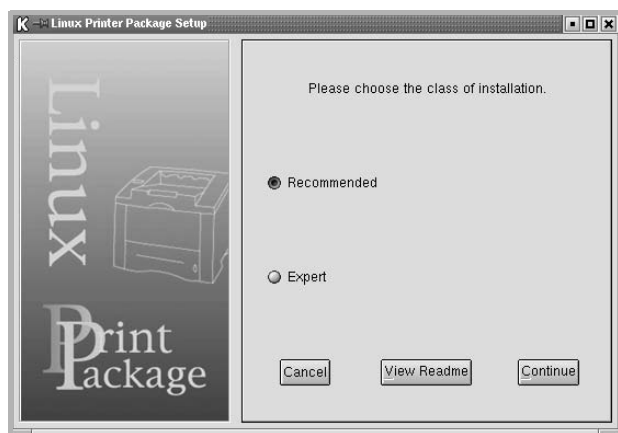 Linux Printer Package Setup
Linux
Print
Package
Please choose the class of installation.
Recommended
Expert
Cancel
View Readme
Continue